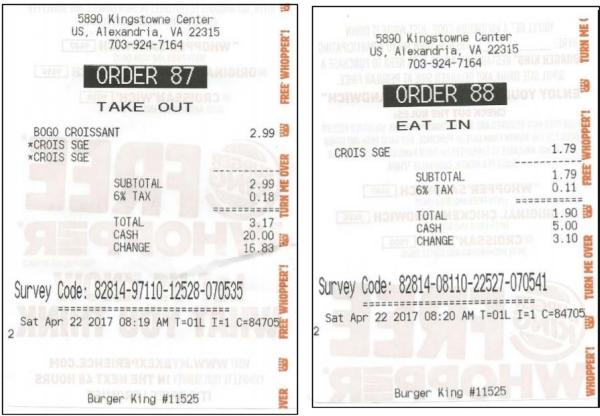 5890 Kingstowne Center
US, Alexandria, VA 22315
703-924-7164
ORDER 87
TAKE OUT
BOGO CROISSANT 2.99
*CROIS SGE
*CROIS SGE
SUBTOTAL 2.99
6% TAX 0.18
TOTAL 3.17
CASH 20.00
CHANGE 16.83
Survey Code: 82814-97110-12528-070535
Sat Apr 22 2017 08:19 AM T=01L I=1 C=84705
2
Burger King #11525
FREE WHOPPER!
TURN ME OVER
FREE WHOPPER!
OVER
5890 Kingstowne Center
US, Alexandria, VA 22315
703-924-7164
ORDER 88
EAT IN
CROIS SGE 1.79
SUBTOTAL 1.79
6% TAX 0.11
TOTAL 1.90
CASH 5.00
CHANGE 3.10
Survey Code: 82814-08110-22527-070541
Sat Apr 22 2017 08:20 AM T=01L I=1 C=84705
2
Burger King #11525
TURN ME
FREE WHOPPER!
TURN ME OVER
WHOPPER!